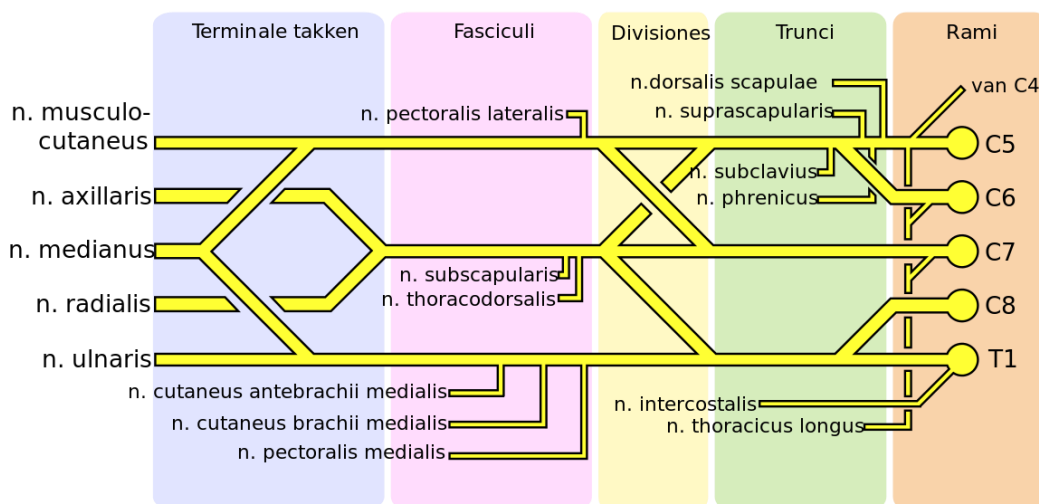 Terminale takken
Fasciculi
Divisiones
Trunci
Rami
n.dorsalis scapulae
van C4
n. musculo-
cutaneus
n. pectoralis lateralis
n. suprascapularis
C5
n. subclavius
n. axillaris
n. phrenicus
C6
n. medianus
C7
n. subscapularis
n. radialis
n. thoracodorsalis
C8
n. ulnaris
T1
n. cutaneus antebrachii medialis
n. intercostalis
n. cutaneus brachii medialis
n. thoracicus longus
n. pectoralis medialis